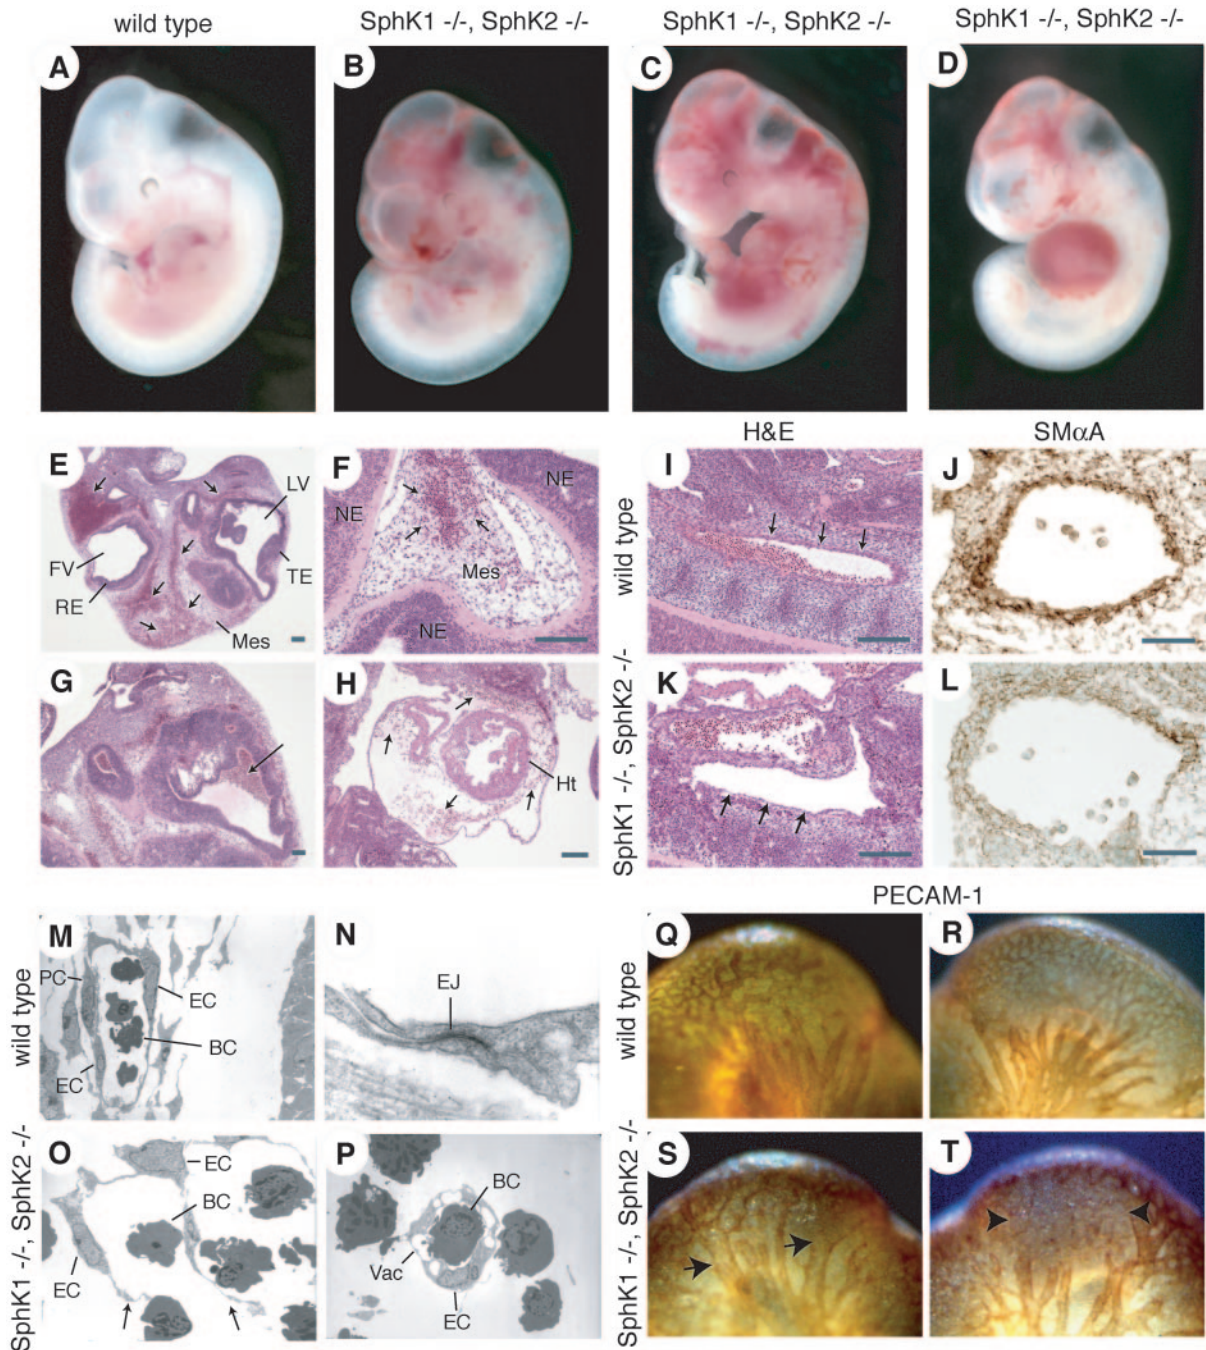 wild type
SphK1 -/-, SphK2 -/-
SphK1 -/-, SphK2 -/-
SphK1 -/-, SphK2 -/-
A
B
C
D
H&E
SMαA
E
LV
FV
RE
TE
Mes
F
NE
NE
Mes
NE
wild type
I
J
G
H
Ht
SphK1 -/-, SphK2 -/-
K
L
PECAM-1
wild type
M
PC
EC
BC
EC
N
EJ
wild type
Q
R
SphK1 -/-, SphK2 -/-
O
EC
BC
EC
P
BC
Vac
EC
SphK1 -/-, SphK2 -/-
S
T